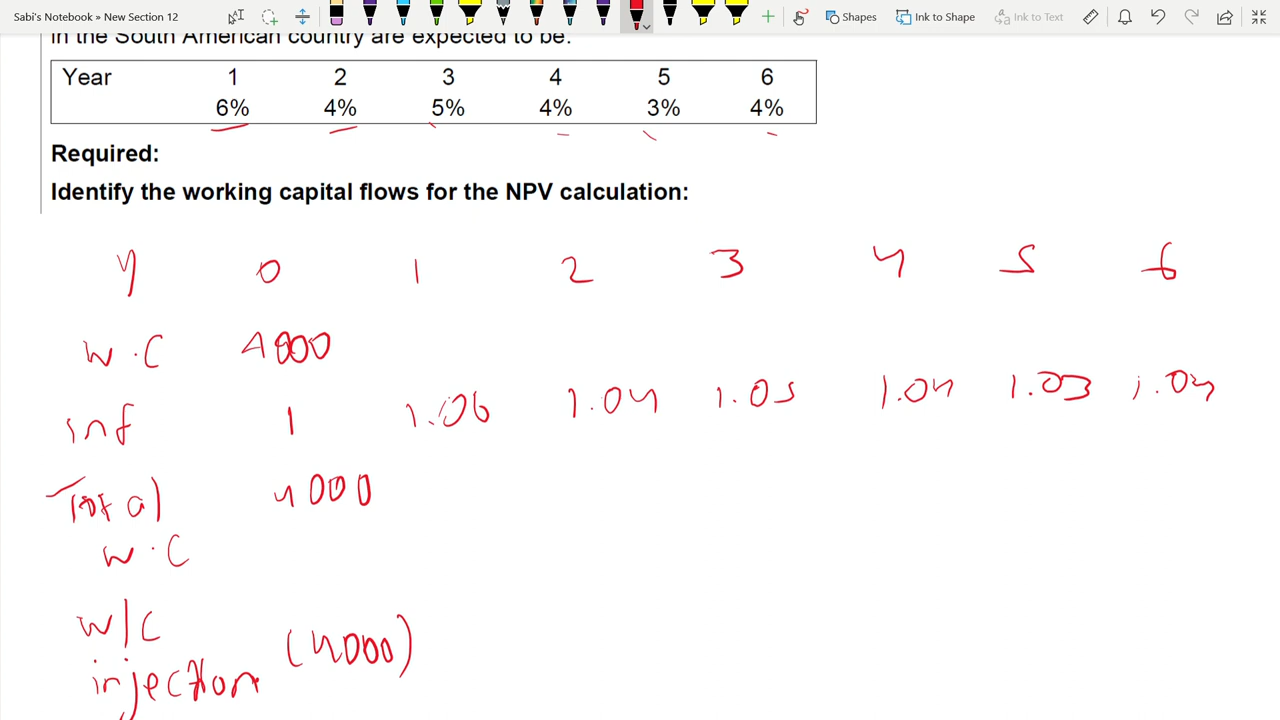 Sabi's Notebook » New Section 12
Shapes
Ink to Shape
Ink to Text
in the South American country are expected to be:
Year 1 2 3 4 5 6
6% 4% 5% 4% 3% 4%
Required:
Identify the working capital flows for the NPV calculation:
Y 0 1 2 3 4 5 6
W.C 4000
inf 1 1.06 1.04 1.05 1.04 1.03 1.04
Total 4000
W.C
W/C
injection (4000)